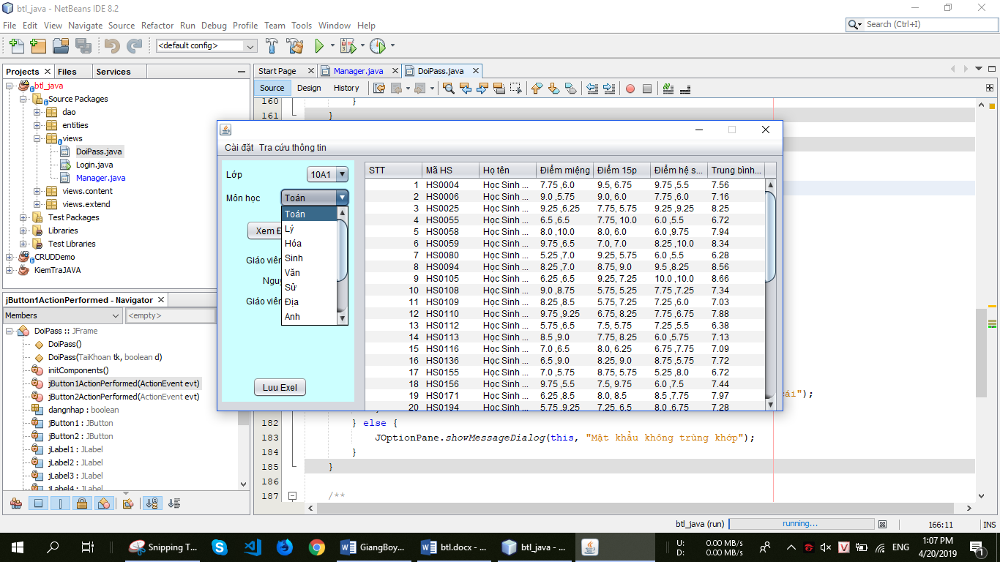 btl_java - NetBeans IDE 8.2
File Edit View Navigate Source Refactor Run Debug Profile Team Tools Window Help
Search (Ctrl+I)
<default config>
Projects Files Services
Start Page Manager.java DoiPass.java
Source Design History
btl_java
Source Packages
dao
entities
views
DoiPass.java
Login.java
Manager.java
views.content
views.extend
Test Packages
Libraries
Test Libraries
CRUDDemo
KiemTraJAVA
jButton1ActionPerformed - Navigator
Members <empty>
DoiPass :: JFrame
DoiPass()
DoiPass(TaiKhoan tk, boolean d)
initComponents()
jButton1ActionPerformed(ActionEvent evt)
jButton2ActionPerformed(ActionEvent evt)
dangnhap : boolean
jButton1 : JButton
jButton2 : JButton
jLabel1 : JLabel
jLabel2 : JLabel
jLabel3 : JLabel
jLabel4 : JLabel
160 }
161 }
Cài đặt Tra cứu thông tin
Lớp 10A1
Môn học Toán
Toán
Lý
Hóa
Sinh
Văn
Sử
Địa
Anh
Xem
Giáo viên
Giáo viên
Luu Exel
STT Mã HS Họ tên Điểm miệng Điểm 15p Điểm hệ s... Trung bình...
1 HS0004 Học Sinh ... 7.75 ,6.0 9.5, 6.75 9.75 ,5.5 7.56
2 HS0006 Học Sinh ... 9.0 ,5.75 9.0, 6.0 7.75 ,6.0 7.16
3 HS0025 Học Sinh ... 9.25 ,6.25 7.75, 5.75 9.25 ,9.25 8.25
4 HS0055 Học Sinh ... 6.5 ,6.5 7.75, 10.0 6.0 ,5.5 6.72
5 HS0058 Học Sinh ... 8.0 ,10.0 8.0, 6.0 6.0 ,9.75 7.94
6 HS0059 Học Sinh ... 9.75 ,6.5 7.0, 7.0 8.25 ,10.0 8.34
7 HS0080 Học Sinh ... 5.25 ,7.0 9.25, 5.75 6.0 ,5.5 6.28
8 HS0094 Học Sinh ... 8.25 ,7.0 8.75, 9.0 9.5 ,8.25 8.56
9 HS0105 Học Sinh ... 6.25 ,6.5 9.25, 7.25 10.0 ,10.0 8.66
10 HS0108 Học Sinh ... 9.0 ,8.75 5.75, 5.25 7.75 ,7.25 7.34
11 HS0109 Học Sinh ... 8.25 ,8.5 5.75, 7.25 7.25 ,6.0 7.03
12 HS0110 Học Sinh ... 9.75 ,9.25 6.75, 8.25 7.75 ,6.75 7.88
13 HS0112 Học Sinh ... 5.75 ,6.5 7.5, 5.75 7.25 ,5.5 6.38
14 HS0113 Học Sinh ... 8.5 ,9.0 7.75, 8.25 6.0 ,5.75 7.13
15 HS0116 Học Sinh ... 7.0 ,6.5 8.0, 6.25 6.75 ,7.75 7.09
16 HS0136 Học Sinh ... 6.5 ,9.0 8.25, 9.0 8.75 ,5.75 7.72
17 HS0155 Học Sinh ... 7.0 ,5.75 8.75, 5.75 5.25 ,8.0 6.72
18 HS0156 Học Sinh ... 9.75 ,5.5 7.5, 9.75 6.0 ,7.5 7.44
19 HS0171 Học Sinh ... 6.25 ,8.5 8.0, 8.5 8.5 ,7.75 7.97
20 HS0194 Học Sinh ... 5.75 ,9.25 7.25, 6.5 8.0 ,6.75 7.28
cái");
182 } else {
183 JOptionPane.showMessageDialog(this, "Mật khẩu không trùng khớp");
184 }
185 }
186
187 /**
btl_java (run) running... 166:11 INS
Snipping T... GiangBoy... btl.docx - ... btl_java - ...
U: 0.00 MB/s
D: 0.00 MB/s
ENG
1:07 PM
4/20/2019
1